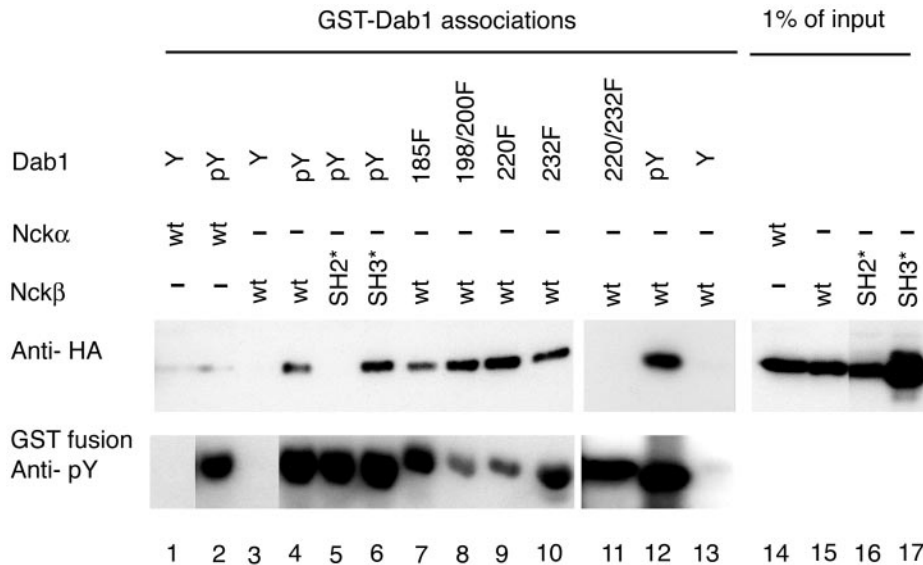 GST-Dab1 associations 1% of input
Dab1 Y pY Y pY pY pY 185F 198/200F 220F 232F 220/232F pY Y
Nckα wt wt – – – – – – – – – – – wt – – –
Nckβ – – wt wt SH2* SH3* wt wt wt wt wt wt wt – wt SH2* SH3*
Anti- HA
GST fusion
Anti- pY
1 2 3 4 5 6 7 8 9 10 11 12 13 14 15 16 17